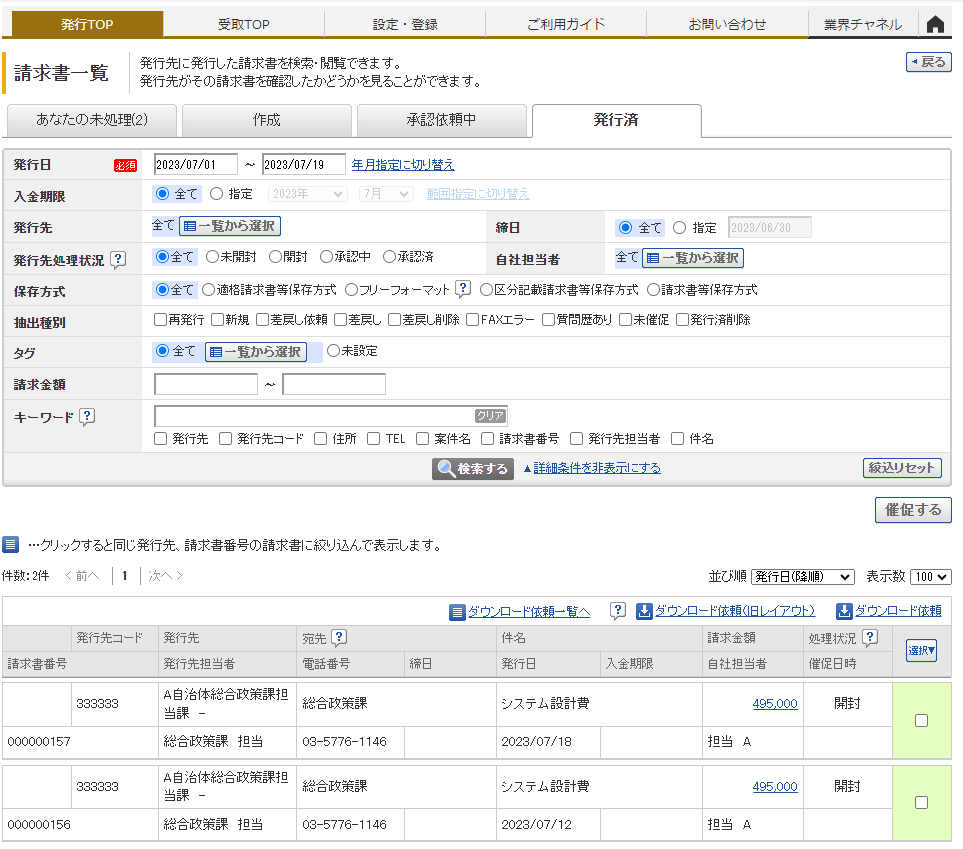 発行TOP 受取TOP 設定・登録 ご利用ガイド お問い合わせ 業界チャネル
請求書一覧
発行先に発行した請求書を検索・閲覧できます。
発行先がその請求書を確認したかどうかを見ることができます。
戻る
あなたの未処理(2) 作成 承認依頼中 発行済
発行日 必須 2023/07/01 ～ 2023/07/19 年月指定に切り替え
入金期限 全て 指定 2023年 7月 範囲指定に切り替え
発行先 全て 一覧から選択 締日 全て 指定 2023/06/30
発行先処理状況 ? 全て 未開封 開封 承認中 承認済 自社担当者 全て 一覧から選択
保存方式 全て 適格請求書等保存方式 フリーフォーマット ? 区分記載請求書等保存方式 請求書等保存方式
抽出種別 再発行 新規 差戻し依頼 差戻し 差戻し削除 FAXエラー 質問歴あり 未催促 発行済削除
タグ 全て 一覧から選択 未設定
請求金額 ～
キーワード ? クリア
発行先 発行先コード 住所 TEL 案件名 請求書番号 発行先担当者 件名
検索する ▲詳細条件を非表示にする 絞込リセット
催促する
…クリックすると同じ発行先、請求書番号の請求書に絞り込んで表示します。
件数:2件 〈 前へ 1 次へ 〉 並び順 発行日(降順) 表示数 100
ダウンロード依頼一覧へ ? ダウンロード依頼(旧レイアウト) ダウンロード依頼
発行先コード 発行先 宛先 ? 件名 請求金額 処理状況 ?
選択▼
請求書番号 発行先担当者 電話番号 締日 発行日 入金期限 自社担当者 催促日時
333333 A自治体総合政策課担当課 － 総合政策課 システム設計費 495,000 開封
000000157 総合政策課 担当 03-5776-1146 2023/07/18 担当 A
333333 A自治体総合政策課担当課 － 総合政策課 システム設計費 495,000 開封
000000156 総合政策課 担当 03-5776-1146 2023/07/12 担当 A